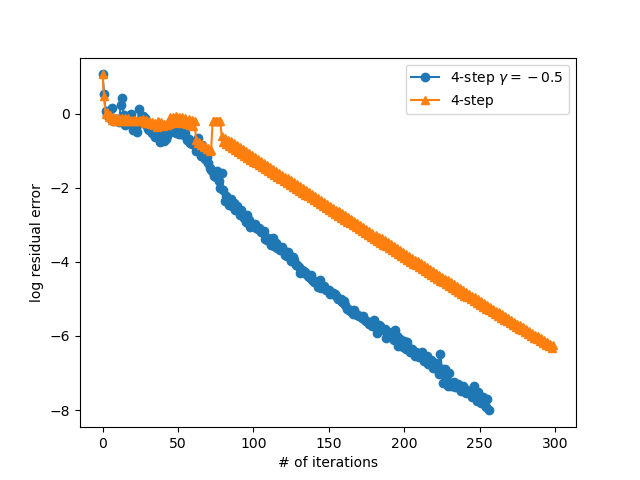 4-step γ = −0.5
4-step
log residual error
0
−2
−4
−6
−8
0 50 100 150 200 250 300
# of iterations